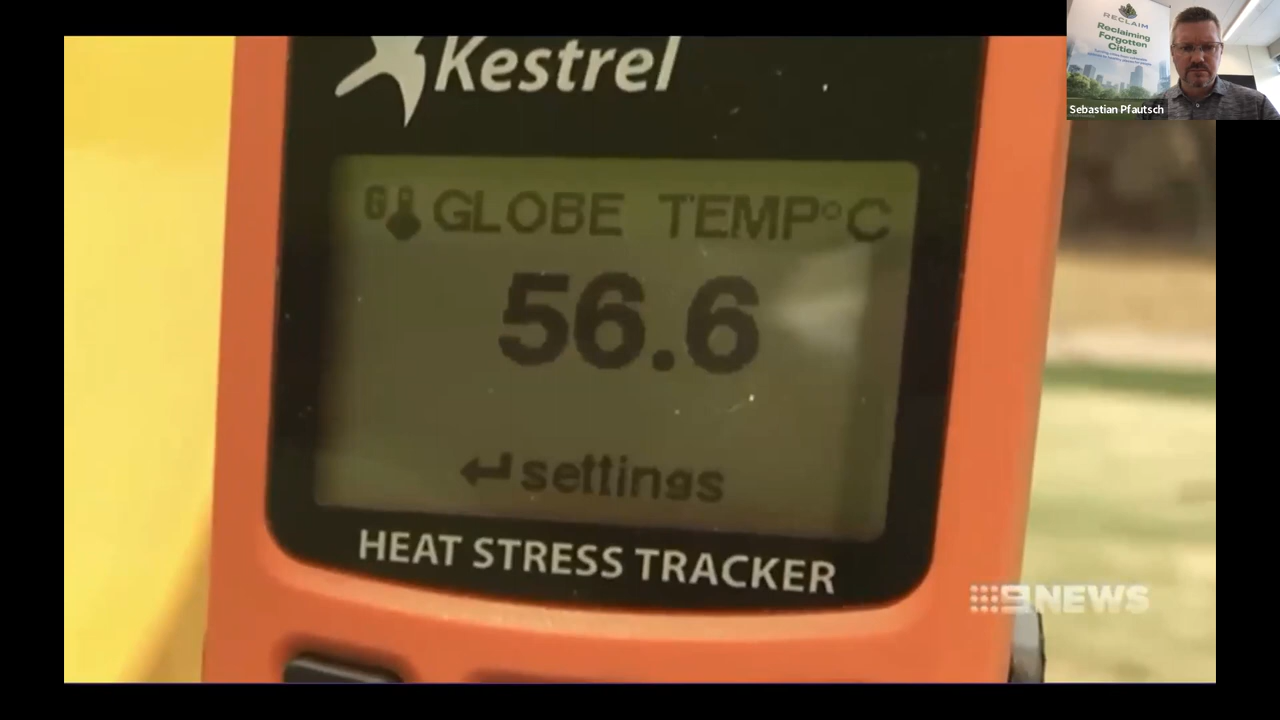 Kestrel
GLOBE TEMP°C
56.6
settings
HEAT STRESS TRACKER
9NEWS
RECLAIM
Reclaiming
Forgotten
Cities
Sebastian Pfautsch